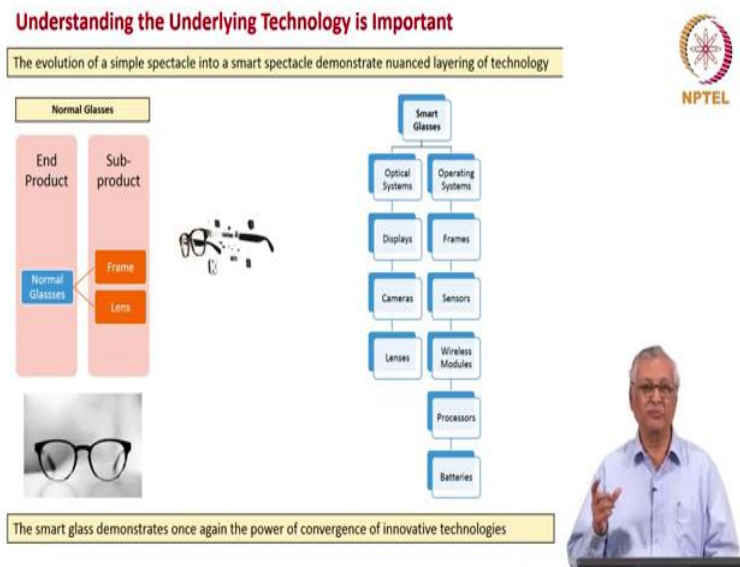 Understanding the Underlying Technology is Important
The evolution of a simple spectacle into a smart spectacle demonstrate nuanced layering of technology
NPTEL
Normal Glasses
End
Product
Sub-
product
Normal
Glassses
Frame
Lens
Smart
Glasses
Optical
Systems
Operating
Systems
Displays
Frames
Cameras
Sensors
Lenses
Wireless
Modules
Processors
Batteries
The smart glass demonstrates once again the power of convergence of innovative technologies